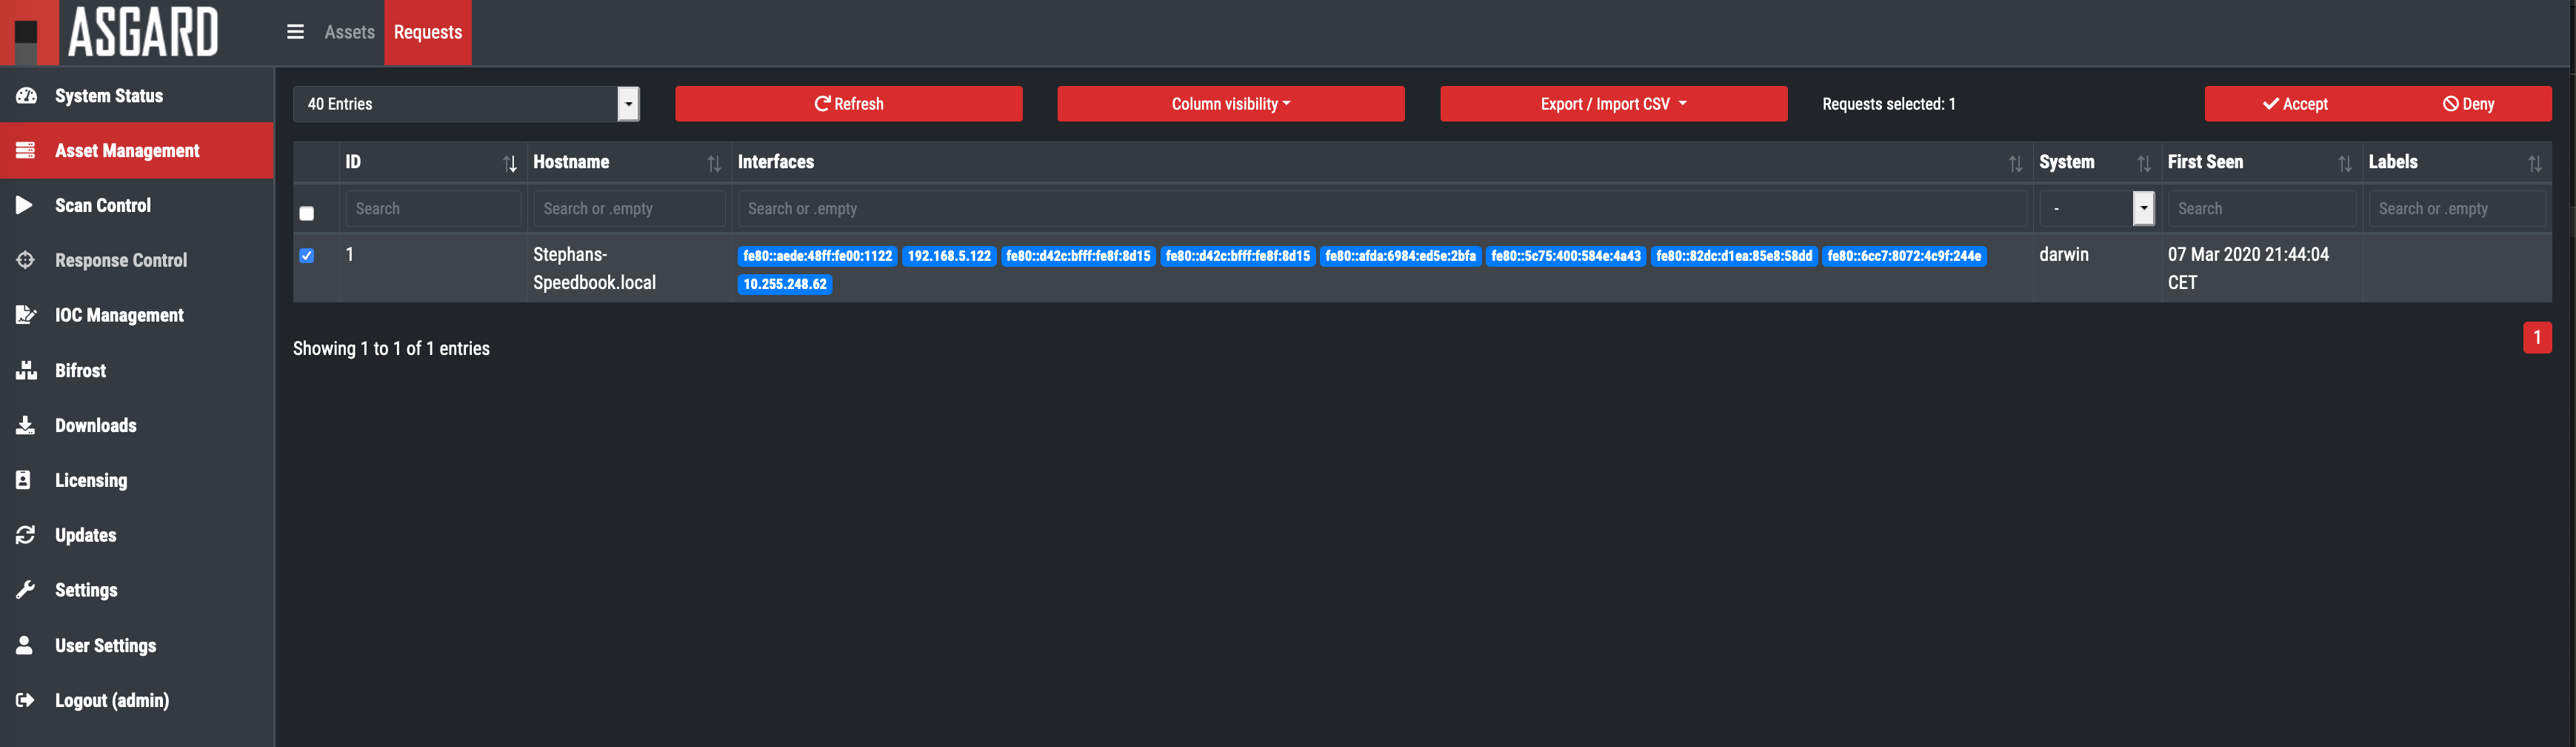 ASGARD
Assets Requests
System Status
Asset Management
Scan Control
Response Control
IOC Management
Bifrost
Downloads
Licensing
Updates
Settings
User Settings
Logout (admin)
40 Entries Refresh Column visibility Export / Import CSV Requests selected: 1 Accept Deny
ID Hostname Interfaces System First Seen Labels
Search Search or .empty Search or .empty - Search Search or .empty
1 Stephans-Speedbook.local fe80::aede:48ff:fe00:1122 192.168.5.122 fe80::d42c:bfff:fe8f:8d15 fe80::d42c:bfff:fe8f:8d15 fe80::afda:6984:ed5e:2bfa fe80::5c75:400:584e:4a43 fe80::82dc:d1ea:85e8:58dd fe80::6cc7:8072:4c9f:244e 10.255.248.62 darwin 07 Mar 2020 21:44:04 CET
Showing 1 to 1 of 1 entries
1